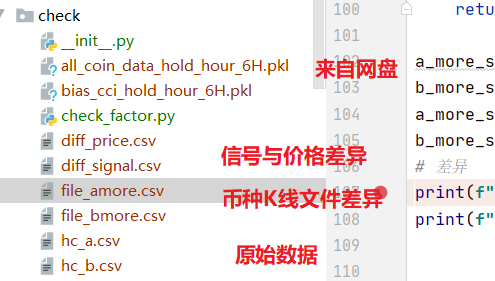 check
__init__.py
all_coin_data_hold_hour_6H.pkl
bias_cci_hold_hour_6H.pkl
check_factor.py
diff_price.csv
diff_signal.csv
file_amore.csv
file_bmore.csv
hc_a.csv
hc_b.csv
来自网盘
信号与价格差异
币种K线文件差异
原始数据
100 retu
101
102 a_more_s
b_more_s
104 a_more_s
b_more_s
106 # 差异
print(f"
108 print(f"
109
110